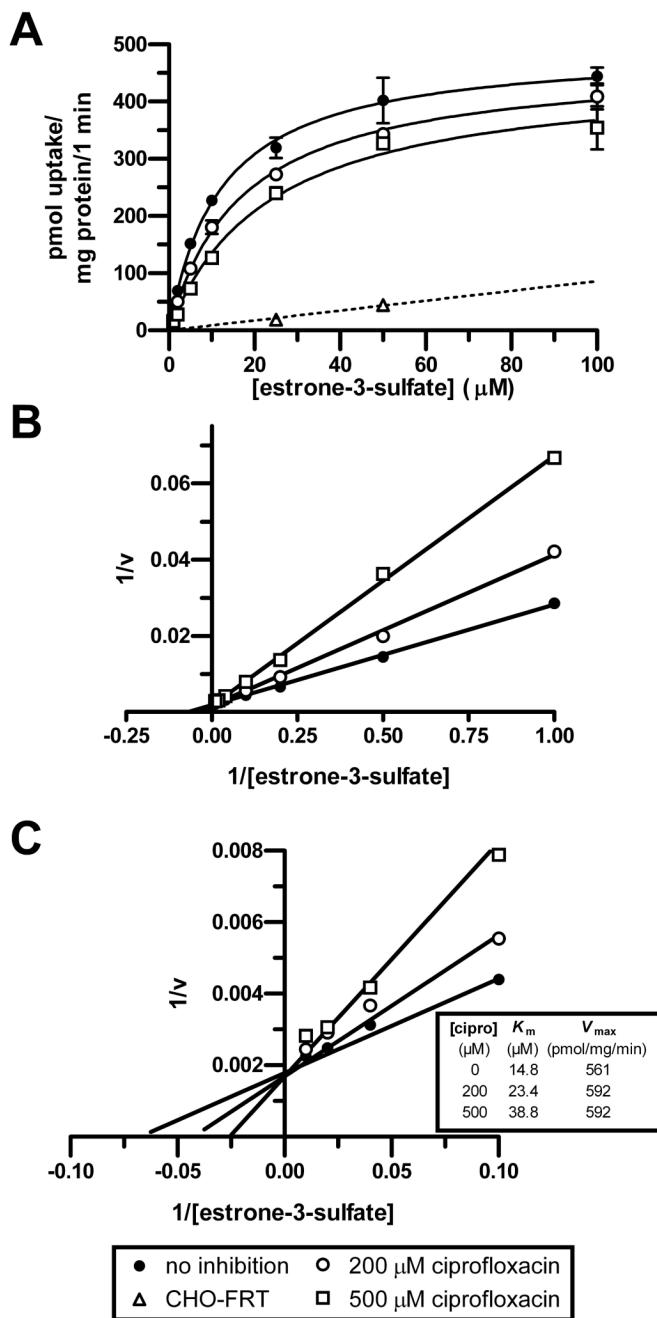 A
500
400
300
200
100
0
pmol uptake/
mg protein/1 min
0 20 40 60 80 100
[estrone-3-sulfate] ( μM)
B
0.06
0.04
0.02
1/v
-0.25 0.00 0.25 0.50 0.75 1.00
1/[estrone-3-sulfate]
C
0.008
0.006
0.004
0.002
1/v
[cipro] Km Vmax
(μM) (μM) (pmol/mg/min)
0 14.8 561
200 23.4 592
500 38.8 592
-0.10 -0.05 0.00 0.05 0.10
1/[estrone-3-sulfate]
no inhibition 200 μM ciprofloxacin
CHO-FRT 500 μM ciprofloxacin